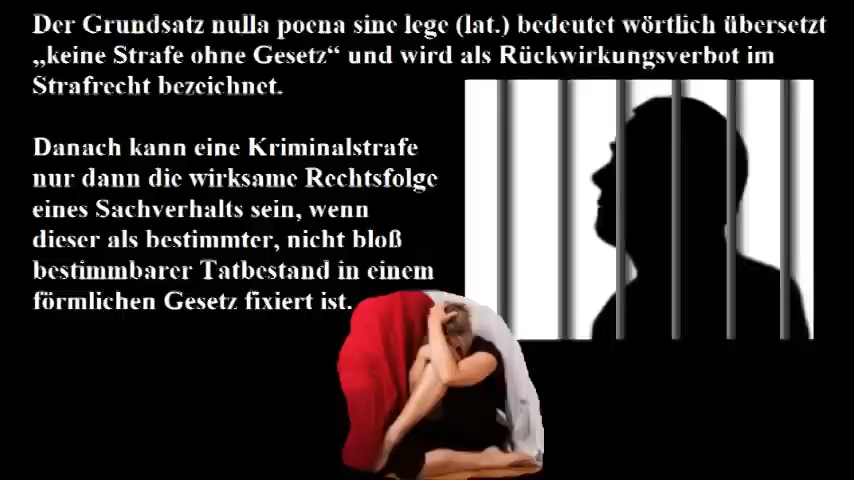 Der Grundsatz nulla poena sine lege (lat.) bedeutet wörtlich übersetzt
„keine Strafe ohne Gesetz“ und wird als Rückwirkungsverbot im
Strafrecht bezeichnet.
Danach kann eine Kriminalstrafe
nur dann die wirksame Rechtsfolge
eines Sachverhalts sein, wenn
dieser als bestimmter, nicht bloß
bestimmbarer Tatbestand in einem
förmlichen Gesetz fixiert ist.